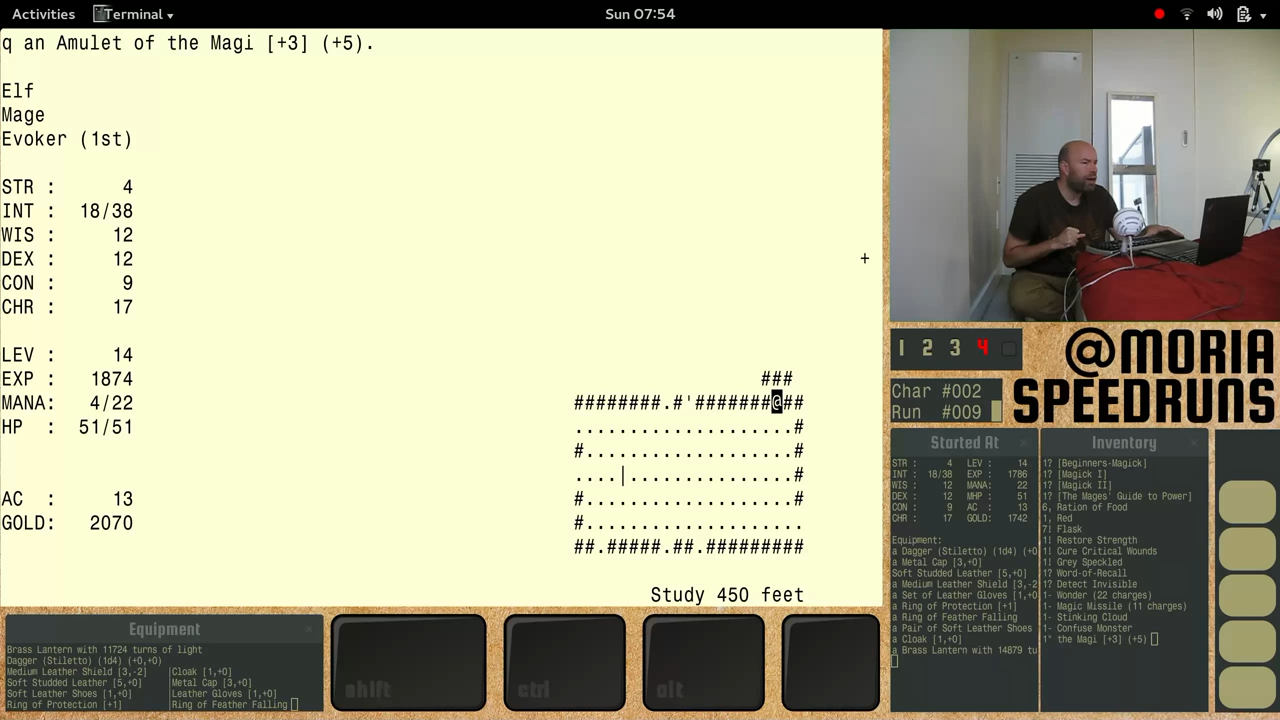 Activities Terminal Sun 07:54
q an Amulet of the Magi [+3] (+5).
Elf
Mage
Evoker (1st)
STR : 4
INT : 18/38
WIS : 12
DEX : 12
CON : 9
CHR : 17
LEV : 14
EXP : 1874
MANA: 4/22
HP : 51/51
AC : 13
GOLD: 2070
+
###
########.#'#######@##
....................#
#...................#
....|...............#
#...................#
#....................
##.#####.##.#########
Study 450 feet
1 2 3 4
Char #002
Run #009
@MORIA
SPEEDRUNS
Started At
STR : 4 LEV : 14
INT : 18/38 EXP : 1786
WIS : 12 MANA: 22
DEX : 12 MHP : 51
CON : 9 AC : 13
CHR : 17 GOLD: 1742
Equipment:
a Dagger (Stiletto) (1d4) (+0
a Metal Cap [3,+0]
Soft Studded Leather [5,+0]
a Medium Leather Shield [3,-2
a Set of Leather Gloves [1,+0
a Ring of Protection [+1]
a Ring of Feather Falling
a Pair of Soft Leather Shoes
a Cloak [1,+0]
a Brass Lantern with 14879 tu
Inventory
1? [Beginners-Magick]
1? [Magick I]
1? [Magick II]
1? [The Mages' Guide to Power]
6, Ration of Food
1, Red
7! Flask
1! Restore Strength
1! Cure Critical Wounds
1! Grey Speckled
1? Word-of-Recall
1? Detect Invisible
1- Wonder (22 charges)
1- Magic Missile (11 charges)
1- Stinking Cloud
1- Confuse Monster
1" the Magi [+3] (+5)
Equipment
Brass Lantern with 11724 turns of light
Dagger (Stiletto) (1d4) (+0,+0)
Medium Leather Shield [3,-2] Cloak [1,+0]
Soft Studded Leather [5,+0] Metal Cap [3,+0]
Soft Leather Shoes [1,+0] Leather Gloves [1,+0]
Ring of Protection [+1] Ring of Feather Falling
shift
ctrl
alt